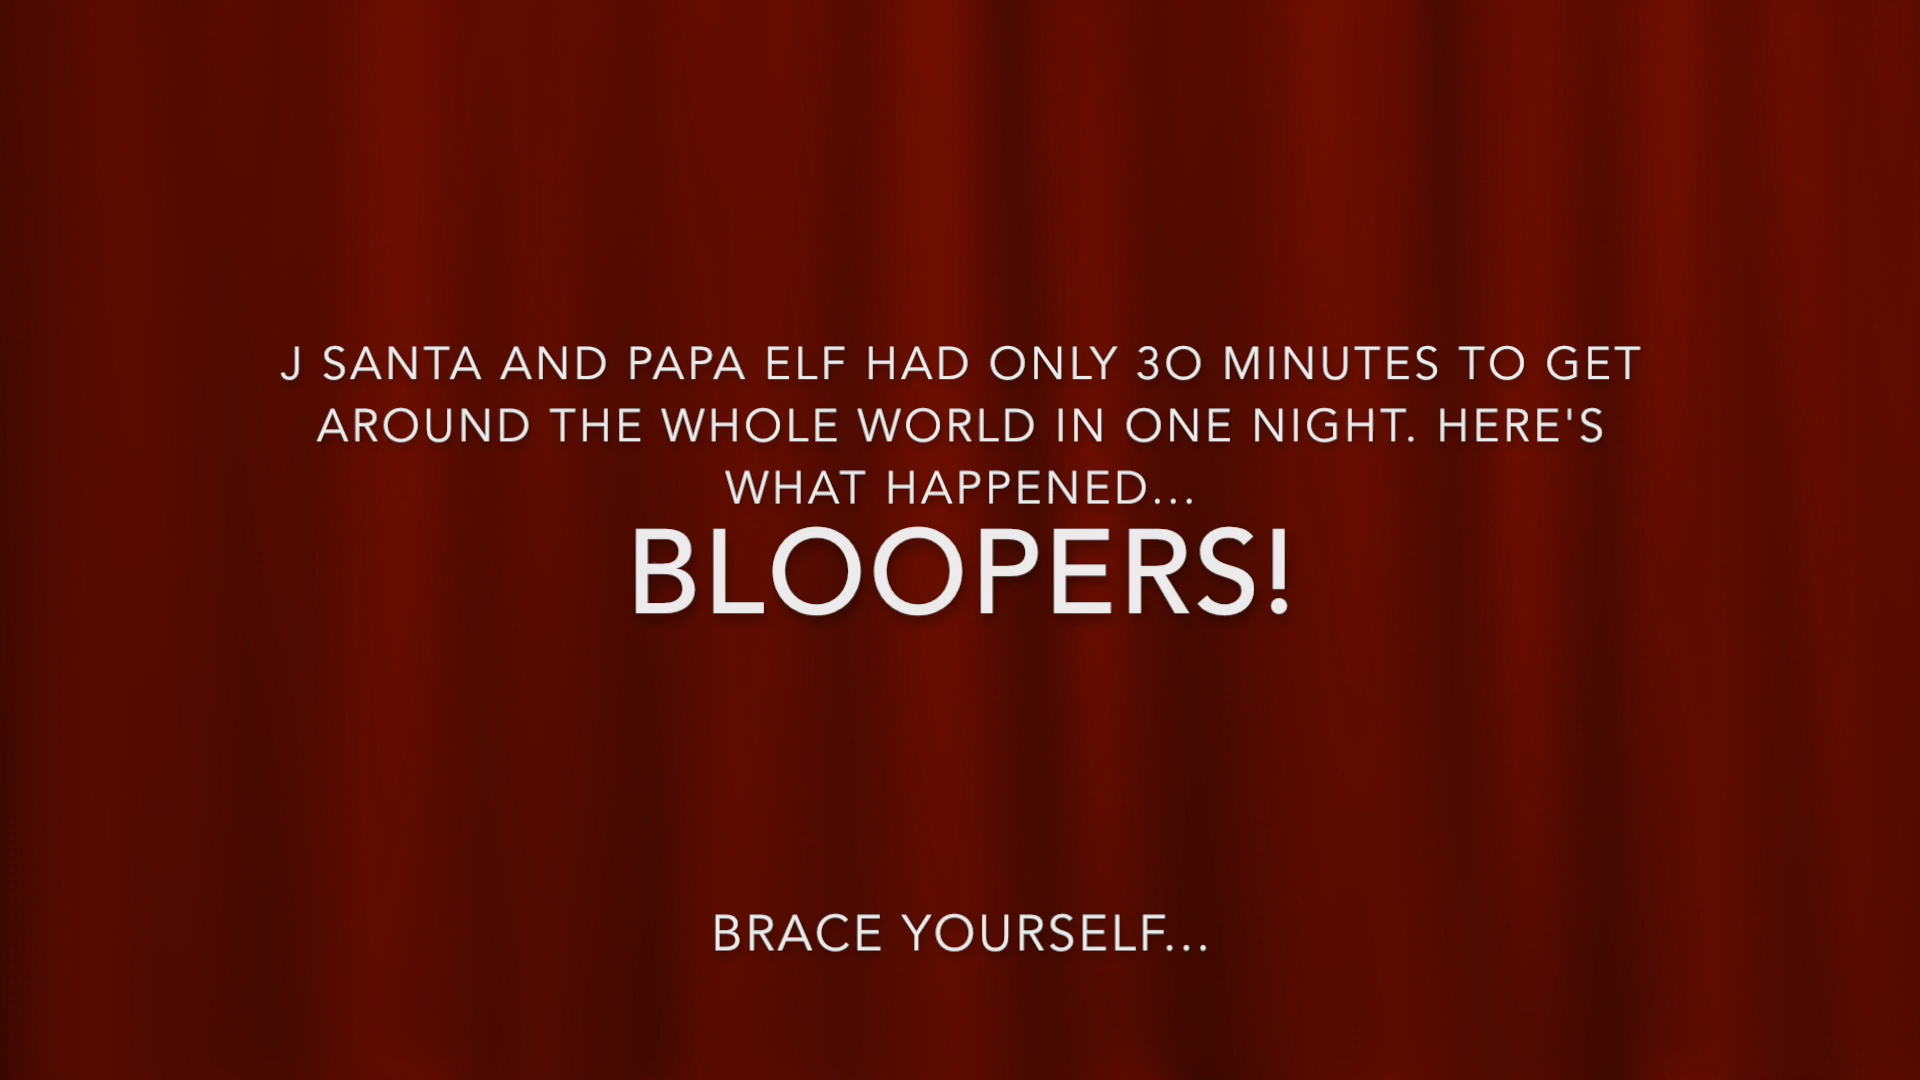 J SANTA AND PAPA ELF HAD ONLY 30 MINUTES TO GET
AROUND THE WHOLE WORLD IN ONE NIGHT. HERE'S
WHAT HAPPENED...
BLOOPERS!
BRACE YOURSELF...